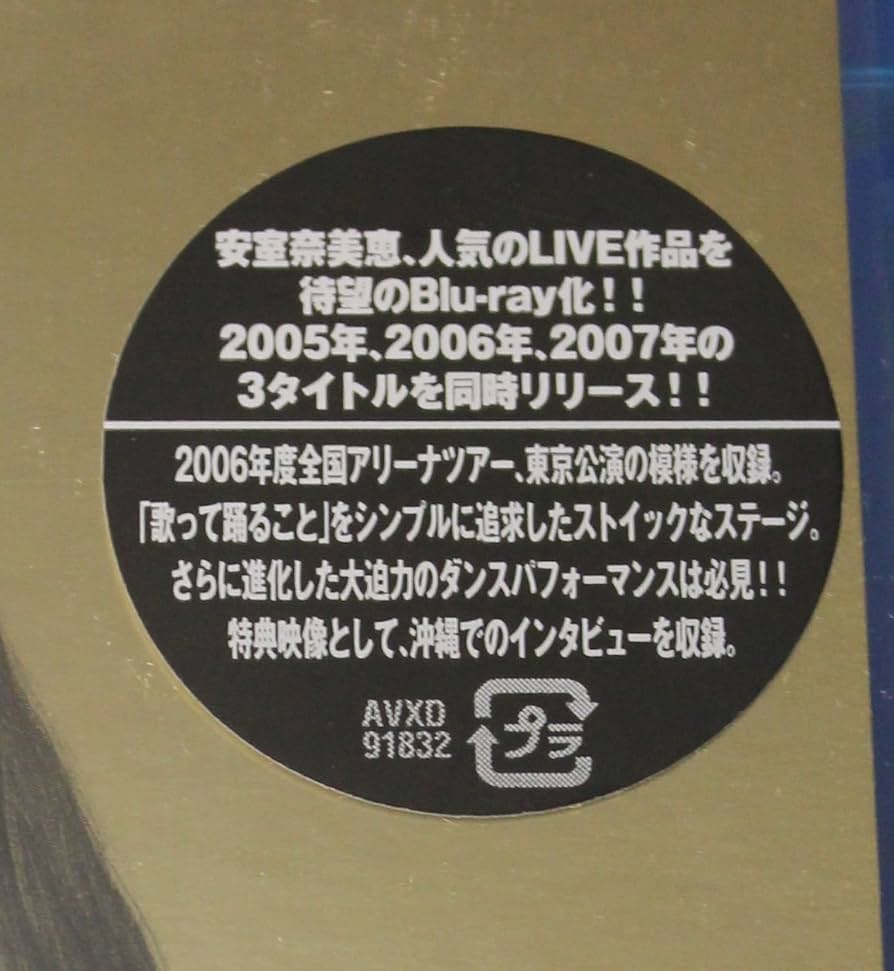 安室奈美恵、人気のLIVE作品を
待望のBlu-ray化！！
2005年、2006年、2007年の
3タイトルを同時リリース！！
2006年度全国アリーナツアー、東京公演の模様を収録。
「歌って踊ること」をシンプルに追求したストイックなステージ。
さらに進化した大迫力のダンスパフォーマンスは必見！！
特典映像として、沖縄でのインタビューを収録。
AVXD
91832
プラ